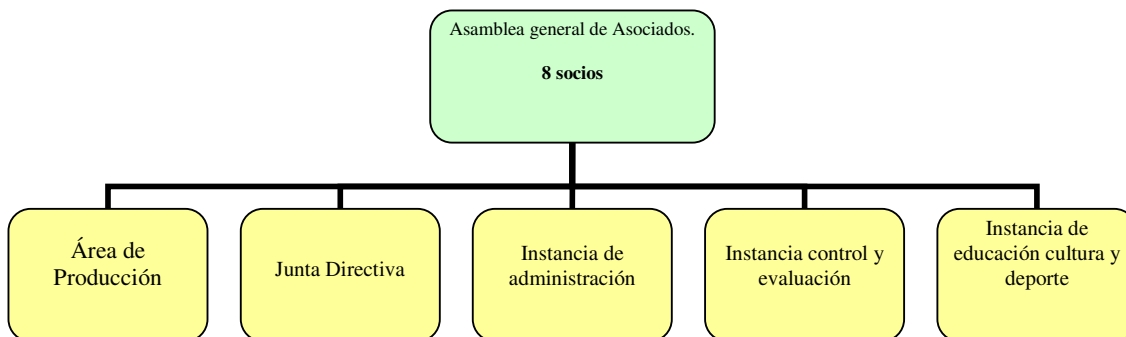 Asamblea general de Asociados.
8 socios
Área de
Producción
Junta Directiva
Instancia de
administración
Instancia control y
evaluación
Instancia de
educación cultura y
deporte